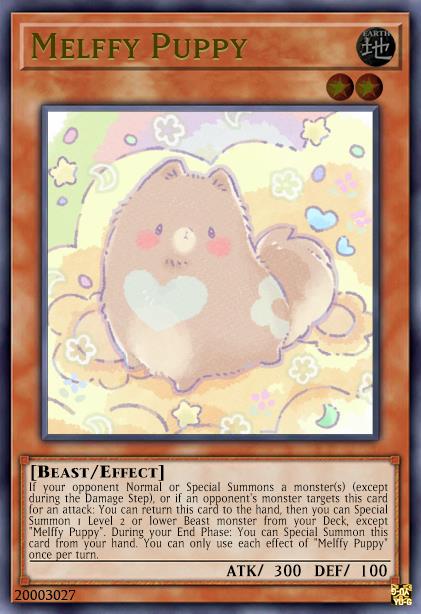 Melffy Puppy
EARTH
地
[Beast/Effect]
If your opponent Normal or Special Summons a monster(s) (except
during the Damage Step), or if an opponent's monster targets this card
for an attack: You can return this card to the hand, then you can Special
Summon 1 Level 2 or lower Beast monster from your Deck, except
"Melffy Puppy". During your End Phase: You can Special Summon this
card from your hand. You can only use each effect of "Melffy Puppy"
once per turn.
ATK/ 300 DEF/ 100
20003027